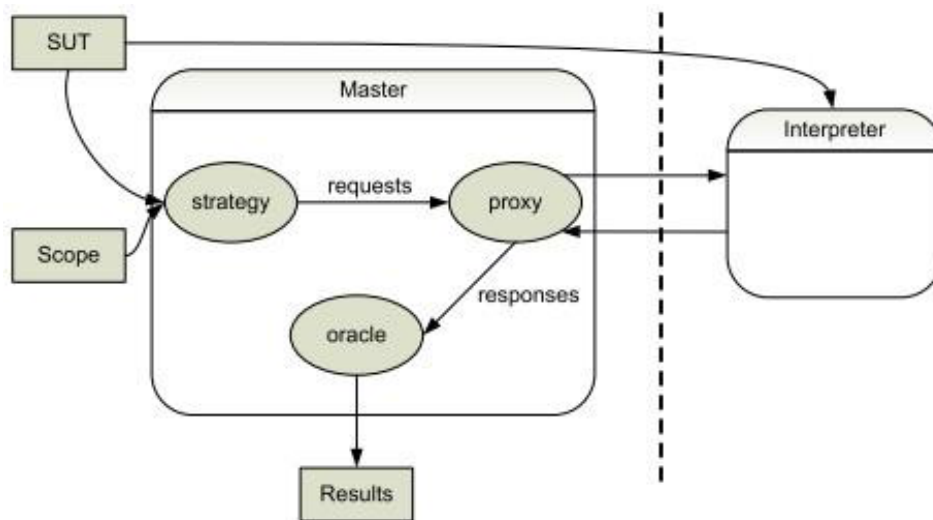 SUT
Master
Interpreter
strategy
requests
proxy
Scope
responses
oracle
Results